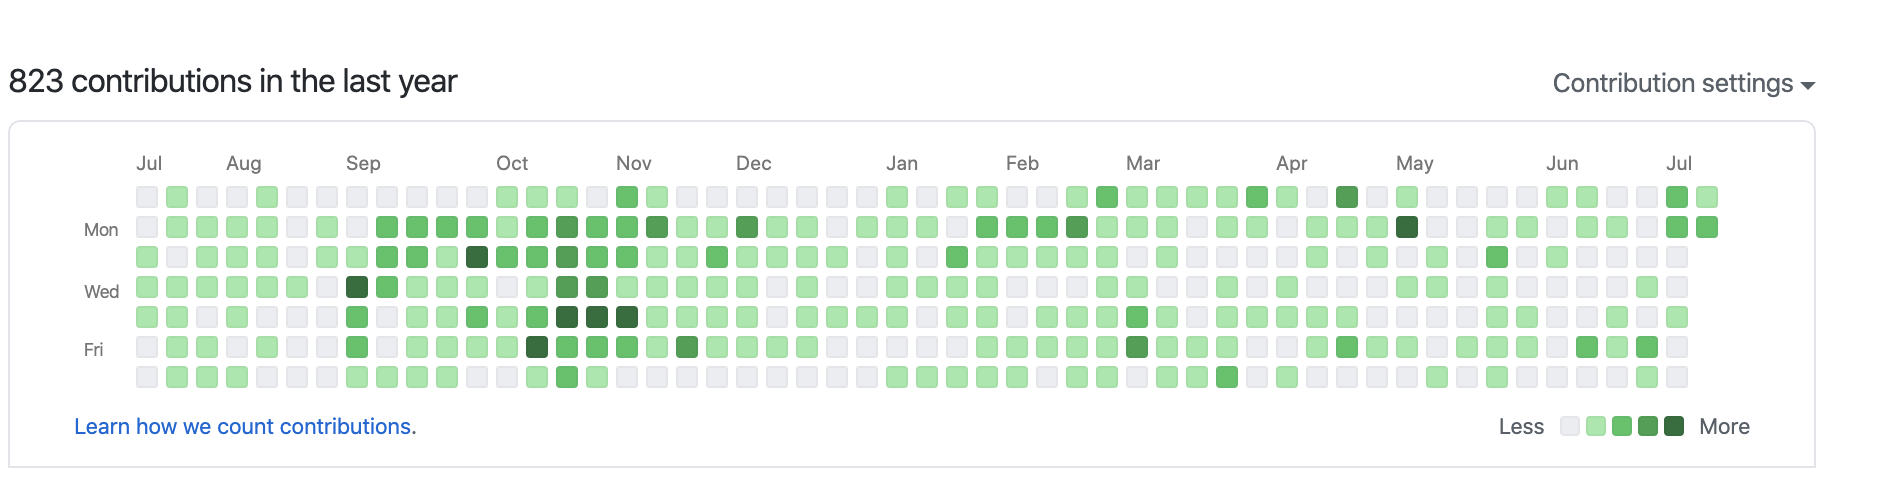 823 contributions in the last year
Contribution settings
Jul Aug Sep Oct Nov Dec Jan Feb Mar Apr May Jun Jul
Mon
Wed
Fri
Learn how we count contributions.
Less More